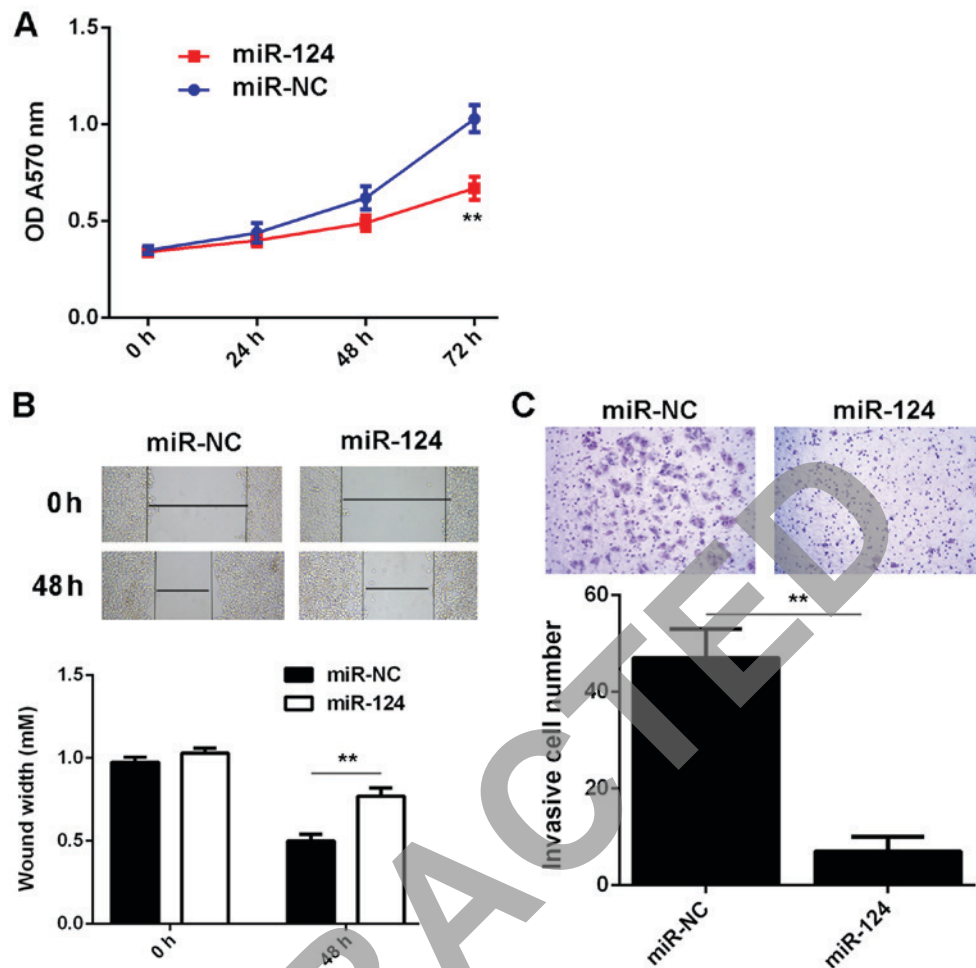 A
miR-124
miR-NC
OD A570 nm
1.5
1.0
0.5
0.0
0 h
24 h
48 h
72 h
**
B
miR-NC
miR-124
0 h
48 h
miR-NC
miR-124
Wound width (mM)
1.5
1.0
0.5
0.0
**
0 h
48 h
C
miR-NC
miR-124
Invasive cell number
60
40
20
0
**
miR-NC
miR-124
RACTED